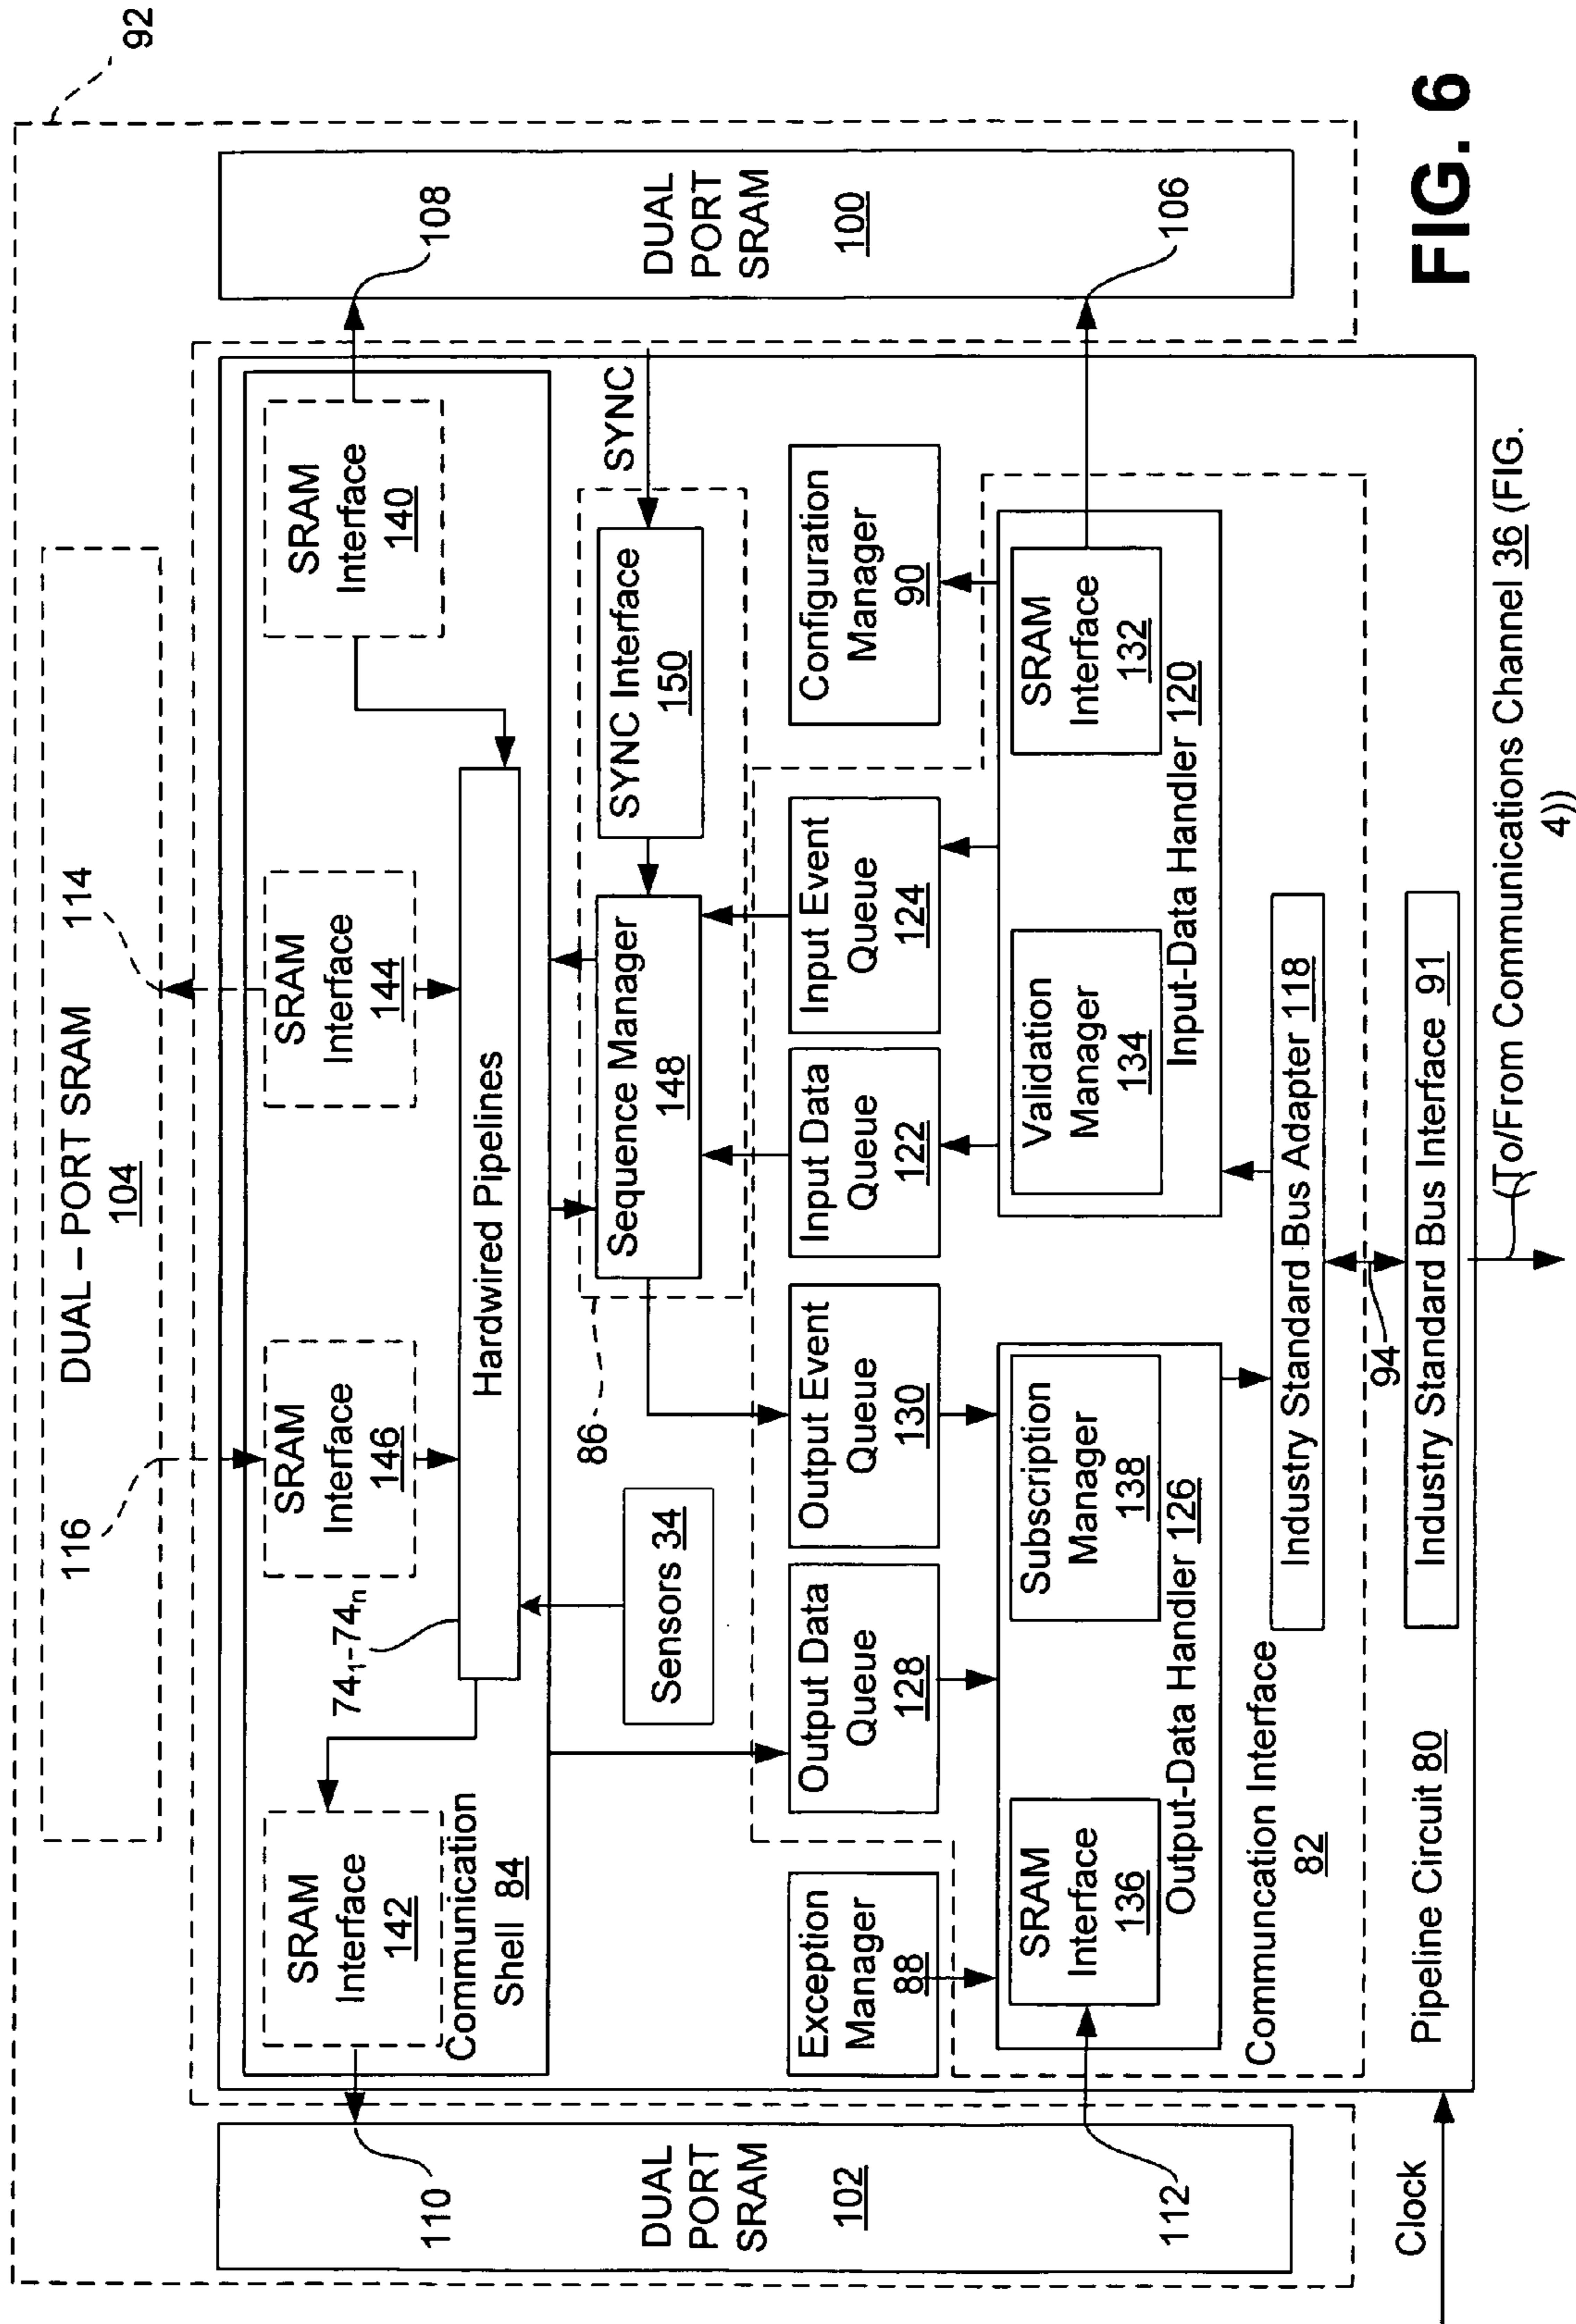 92
DUAL – PORT SRAM
104
116
114
SRAM
Interface
142
SRAM
Interface
146
SRAM
Interface
144
SRAM
Interface
140
110
108
74₁-74ₙ
Hardwired Pipelines
Communication
Shell 84
Sensors 34
86
Sequence Manager
148
SYNC Interface
150
SYNC
DUAL
PORT
SRAM
102
DUAL
PORT
SRAM
100
Exception
Manager
88
Output Data
Queue
128
Output Event
Queue
130
Input Data
Queue
122
Input Event
Queue
124
Configuration
Manager
90
SRAM
Interface
136
Subscription
Manager
138
Output-Data Handler 126
Validation
Manager
134
SRAM
Interface
132
Input-Data Handler 120
112
106
Communcation Interface
82
Industry Standard Bus Adapter 118
94
Clock
Pipeline Circuit 80
Industry Standard Bus Interface 91
(To/From Communications Channel 36 (FIG.
4))
FIG. 6